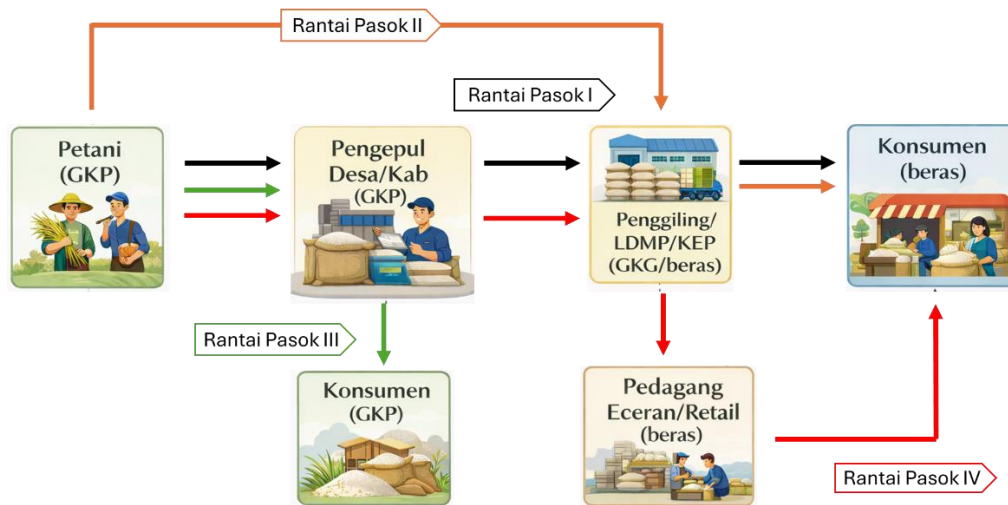 Rantai Pasok II
Rantai Pasok I
Petani
(GKP)
Pengepul
Desa/Kab
(GKP)
Penggiling/
LDMP/KEP
(GKG/beras)
Konsumen
(beras)
Rantai Pasok III
Konsumen
(GKP)
Pedagang
Eceran/Retail
(beras)
Rantai Pasok IV